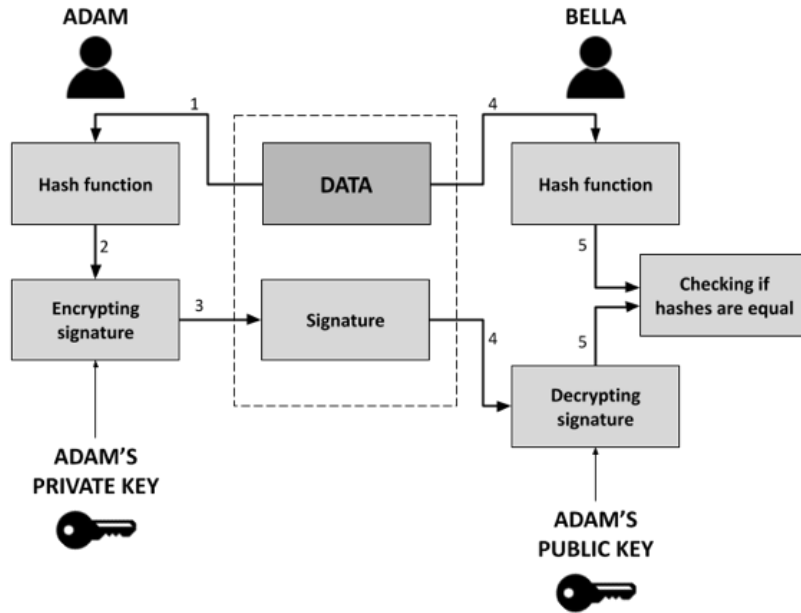 ADAM
BELLA
1
4
Hash function
DATA
Hash function
2
5
Encrypting
signature
3
Signature
4
5
Checking if
hashes are equal
Decrypting
signature
ADAM'S
PRIVATE KEY
ADAM'S
PUBLIC KEY